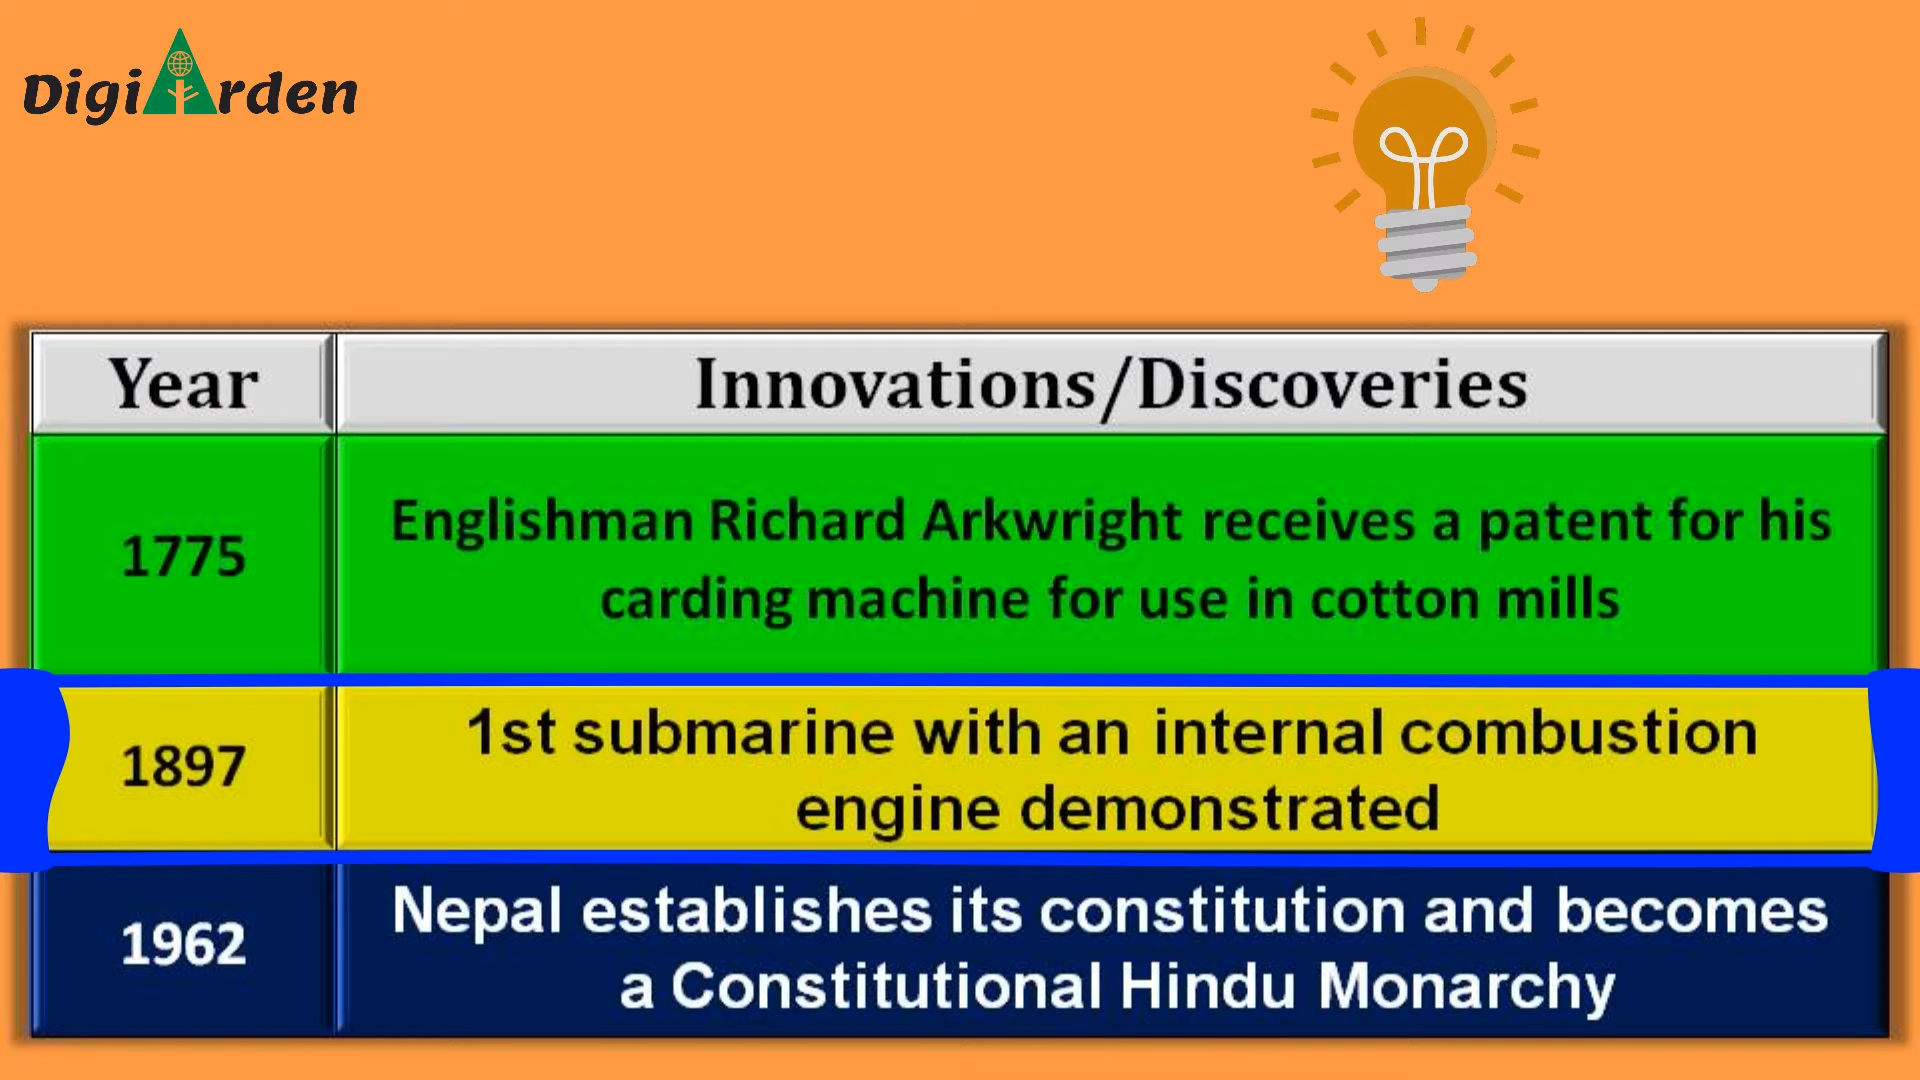 DigiArden
Year
Innovations/Discoveries
1775
Englishman Richard Arkwright receives a patent for his
carding machine for use in cotton mills
1897
1st submarine with an internal combustion
engine demonstrated
1962
Nepal establishes its constitution and becomes
a Constitutional Hindu Monarchy